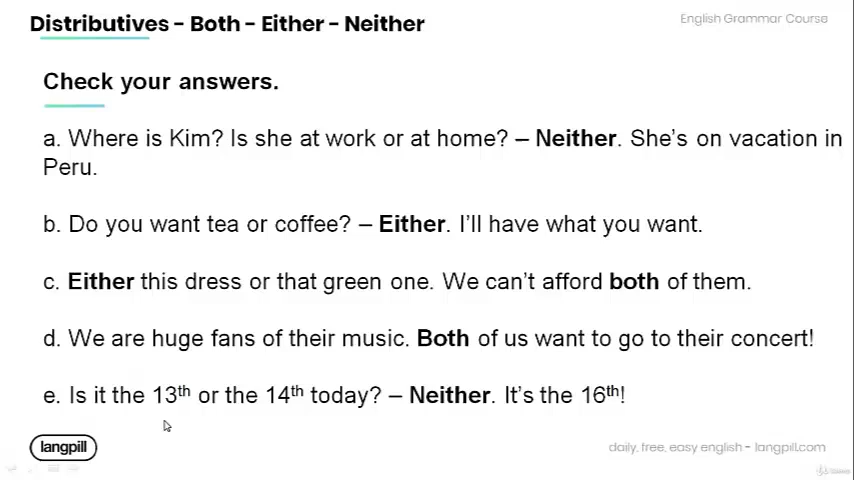 Distributives - Both - Either - Neither
English Grammar Course
Check your answers.
a. Where is Kim? Is she at work or at home? – Neither. She's on vacation in
Peru.
b. Do you want tea or coffee? – Either. I'll have what you want.
c. Either this dress or that green one. We can't afford both of them.
d. We are huge fans of their music. Both of us want to go to their concert!
e. Is it the 13th or the 14th today? – Neither. It's the 16th!
langpill
daily, free, easy english - langpill.com